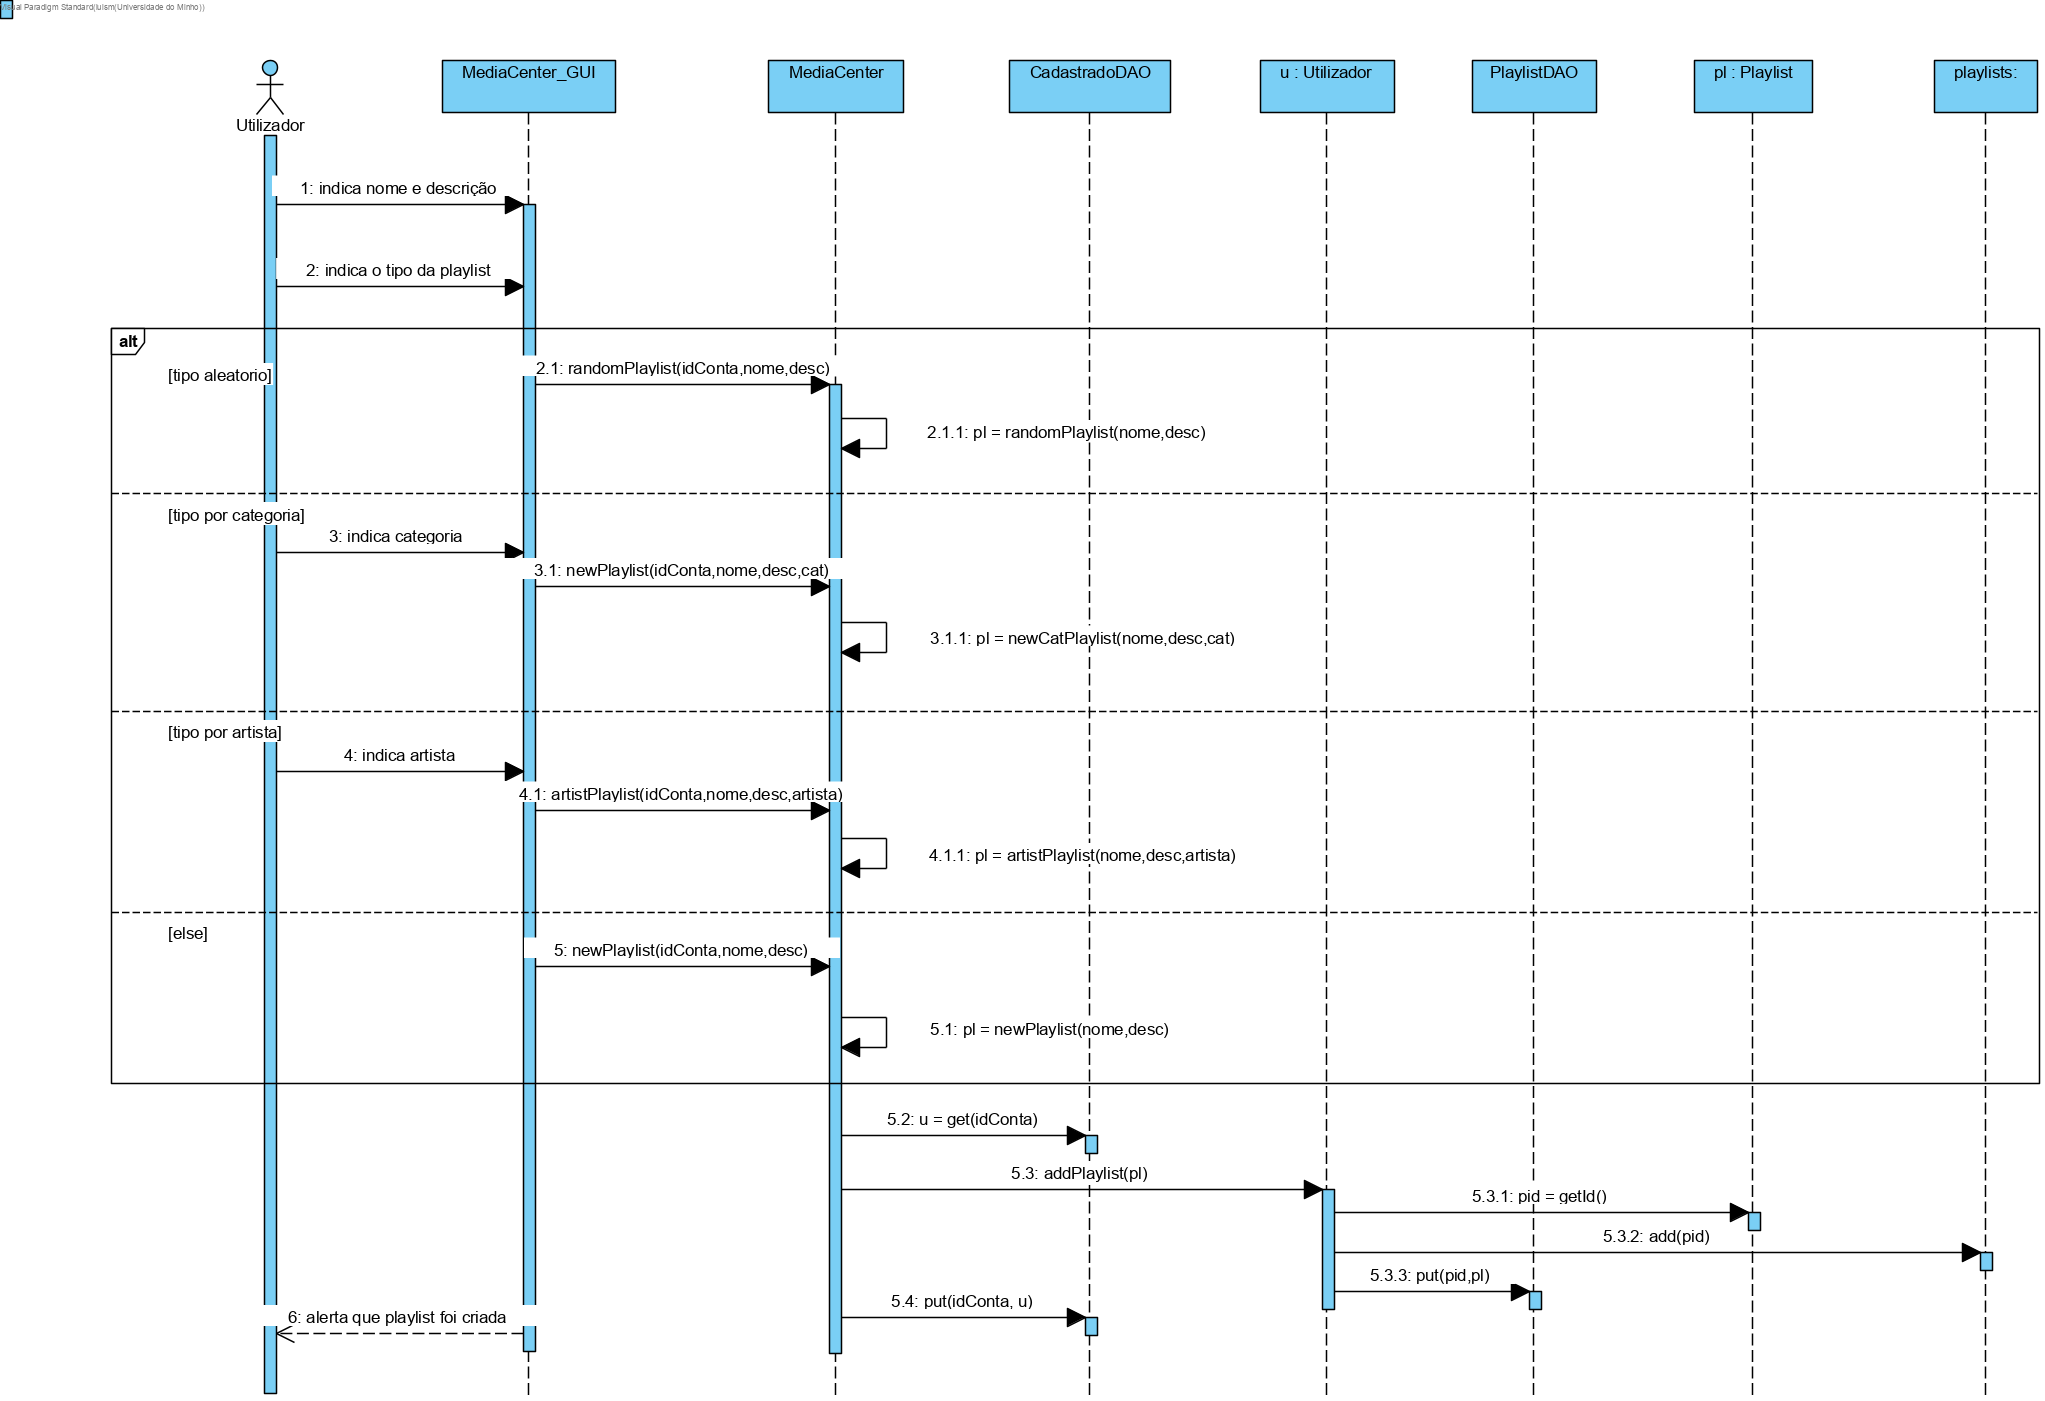 Visual Paradigm Standard(luism(Universidade do Minho))
Utilizador
MediaCenter_GUI
MediaCenter
CadastradoDAO
u : Utilizador
PlaylistDAO
pl : Playlist
playlists:
1: indica nome e descrição
2: indica o tipo da playlist
alt
[tipo aleatorio]
2.1: randomPlaylist(idConta,nome,desc)
2.1.1: pl = randomPlaylist(nome,desc)
[tipo por categoria]
3: indica categoria
3.1: newPlaylist(idConta,nome,desc,cat)
3.1.1: pl = newCatPlaylist(nome,desc,cat)
[tipo por artista]
4: indica artista
4.1: artistPlaylist(idConta,nome,desc,artista)
4.1.1: pl = artistPlaylist(nome,desc,artista)
[else]
5: newPlaylist(idConta,nome,desc)
5.1: pl = newPlaylist(nome,desc)
5.2: u = get(idConta)
5.3: addPlaylist(pl)
5.3.1: pid = getId()
5.3.2: add(pid)
5.3.3: put(pid,pl)
5.4: put(idConta, u)
6: alerta que playlist foi criada